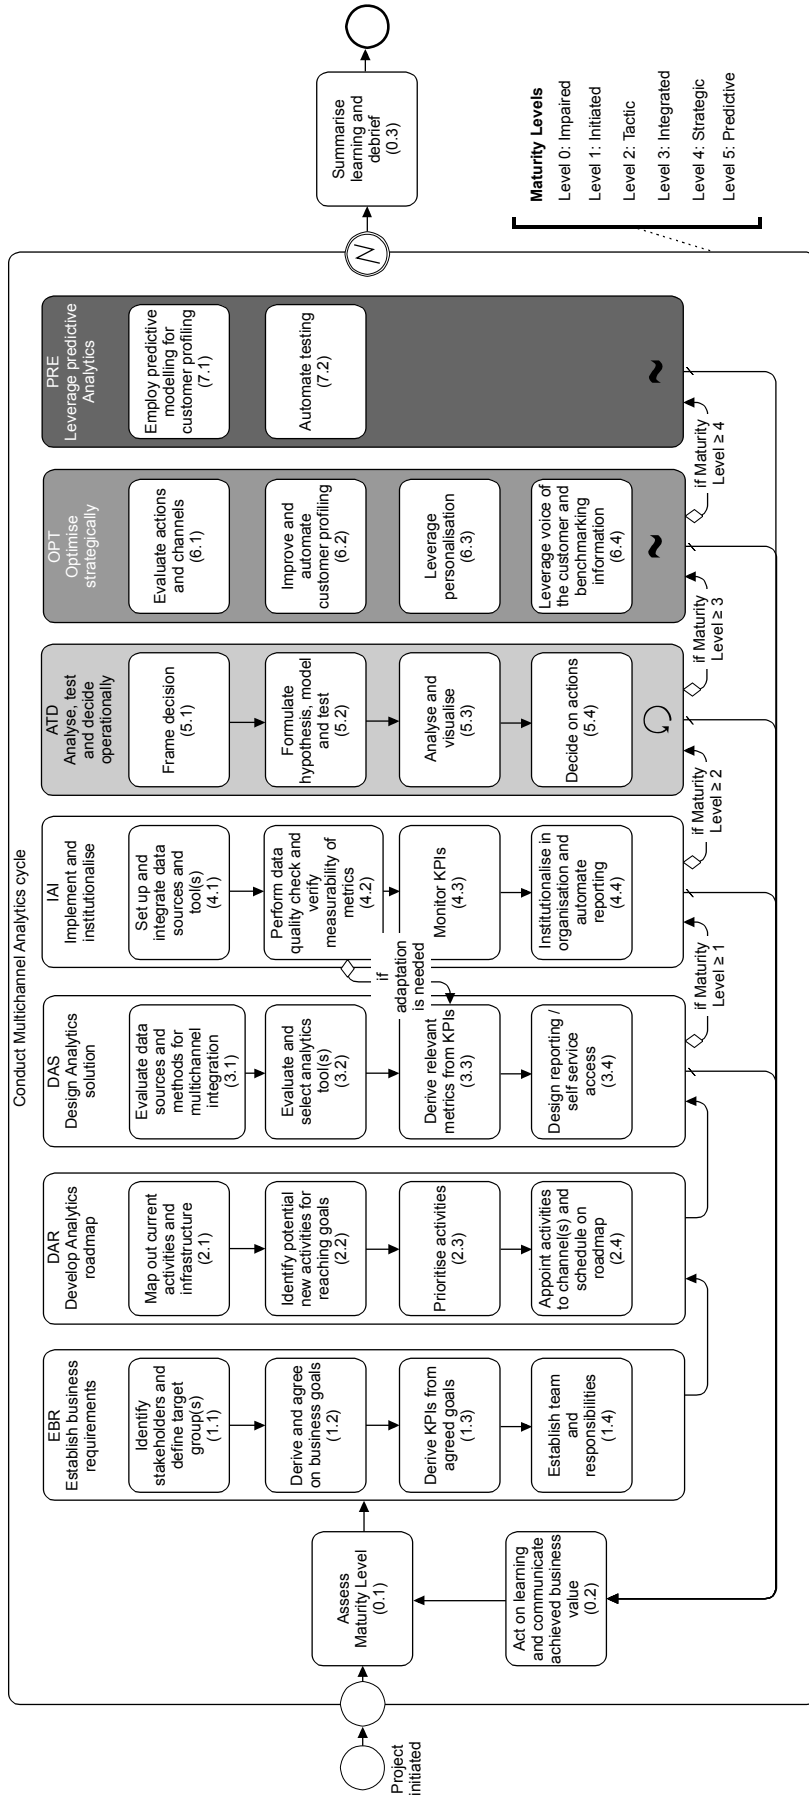 Conduct Multichannel Analytics cycle
Project
initiated
Assess
Maturity Level
(0.1)
Act on learning
and communicate
achieved business
value
(0.2)
EBR
Establish business
requirements
Identify
stakeholders and
define target
group(s)
(1.1)
Derive and agree
on business goals
(1.2)
Derive KPIs from
agreed goals
(1.3)
Establish team
and
responsibilities
(1.4)
DAR
Develop Analytics
roadmap
Map out current
activities and
infrastructure
(2.1)
Identify potential
new activities for
reaching goals
(2.2)
Prioritise activities
(2.3)
Appoint activities
to channel(s) and
schedule on
roadmap
(2.4)
DAS
Design Analytics
solution
Evaluate data
sources and
methods for
multichannel
integration
(3.1)
Evaluate and
select analytics
tool(s)
(3.2)
Derive relevant
metrics from KPIs
(3.3)
Design reporting /
self service
access
(3.4)
if
adaptation
is needed
if Maturity
Level ≥ 1
IAI
Implement and
institutionalise
Set up and
integrate data
sources and
tool(s)
(4.1)
Perform data
quality check and
verify
measurability of
metrics
(4.2)
Monitor KPIs
(4.3)
Institutionalise in
organisation and
automate
reporting
(4.4)
if Maturity
Level ≥ 2
ATD
Analyse, test
and decide
operationally
Frame decision
(5.1)
Formulate
hypothesis, model
and test
(5.2)
Analyse and
visualise
(5.3)
Decide on actions
(5.4)
if Maturity
Level ≥ 3
OPT
Optimise
strategically
Evaluate actions
and channels
(6.1)
Improve and
automate
customer profiling
(6.2)
Leverage
personalisation
(6.3)
Leverage voice of
the customer and
benchmarking
information
(6.4)
if Maturity
Level ≥ 4
PRE
Leverage predictive
Analytics
Employ predictive
modelling for
customer profiling
(7.1)
Automate testing
(7.2)
Summarise
learning and
debrief
(0.3)
Maturity Levels
Level 0: Impaired
Level 1: Initiated
Level 2: Tactic
Level 3: Integrated
Level 4: Strategic
Level 5: Predictive